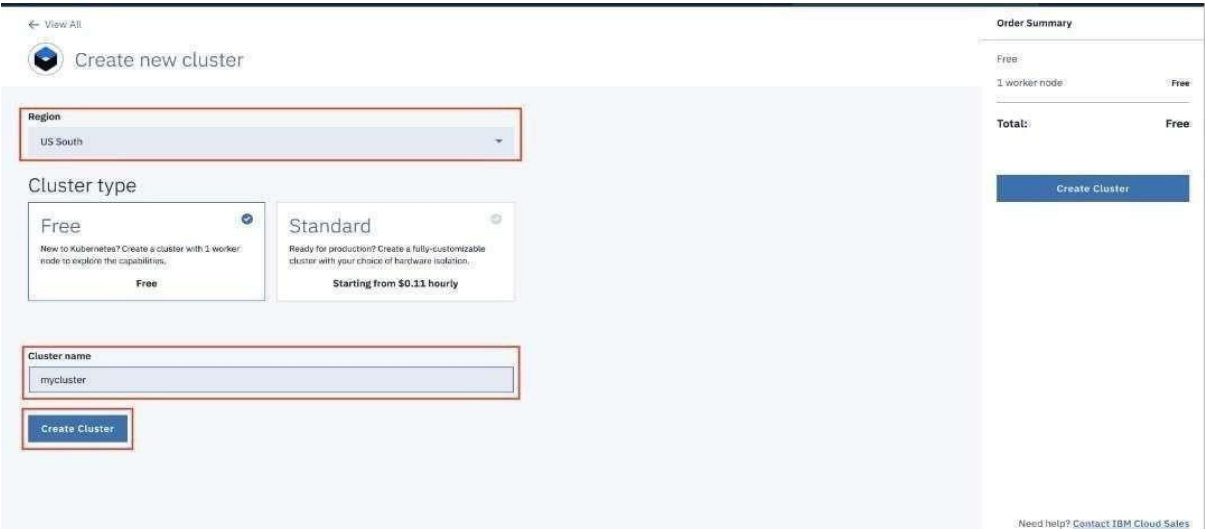 ← View All
Create new cluster
Region
US South
Cluster type
Free
New to Kubernetes? Create a cluster with 1 worker
node to explore the capabilities.
Free
Standard
Ready for production? Create a fully-customizable
cluster with your choice of hardware isolation.
Starting from $0.11 hourly
Cluster name
mycluster
Create Cluster
Order Summary
Free
1 worker node Free
Total: Free
Create Cluster
Need help? Contact IBM Cloud Sales